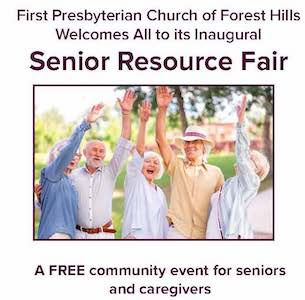 First Presbyterian Church of Forest Hills
Welcomes All to its Inaugural
Senior Resource Fair
A FREE community event for seniors
and caregivers